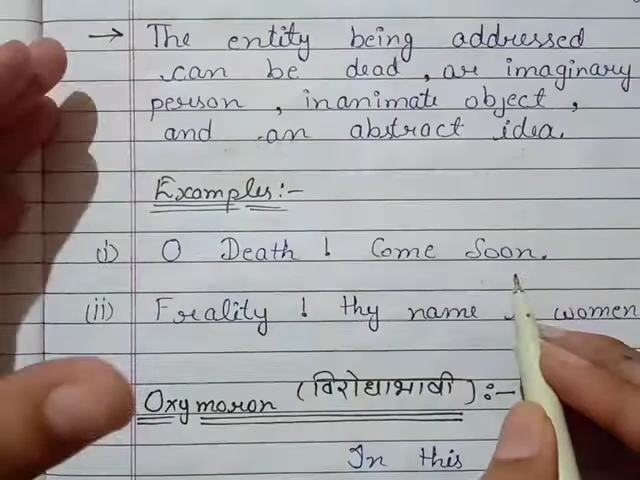 → The entity being addressed
can be dead, or imaginary
person, inanimate object,
and an abstract idea.
Examples:-
(i) O Death! Come Soon.
(ii) Frality! thy name women
Oxymoron (विरोधाभाषी):-
In this